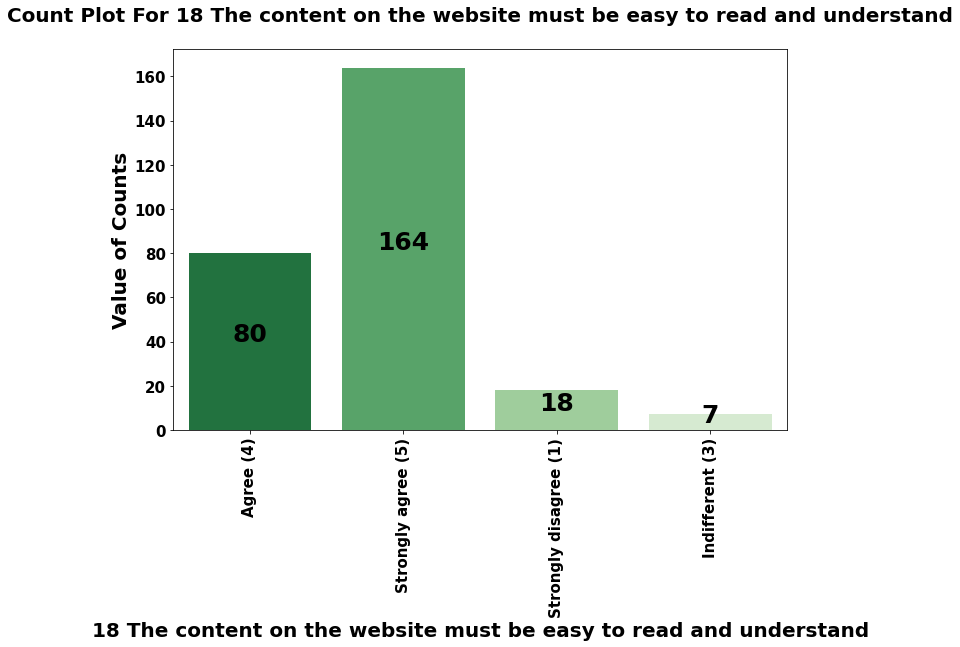 Count Plot For 18 The content on the website must be easy to read and understand
Value of Counts
160
140
120
100
80
60
40
20
0
80
164
18
7
Agree (4)
Strongly agree (5)
Strongly disagree (1)
Indifferent (3)
18 The content on the website must be easy to read and understand